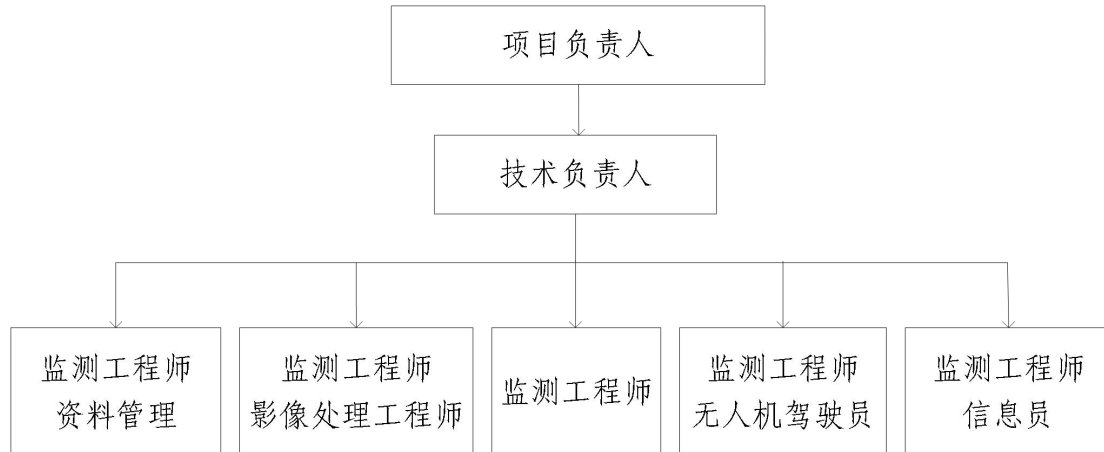 项目负责人
技术负责人
监测工程师
资料管理
监测工程师
影像处理工程师
监测工程师
监测工程师
无人机驾驶员
监测工程师
信息员